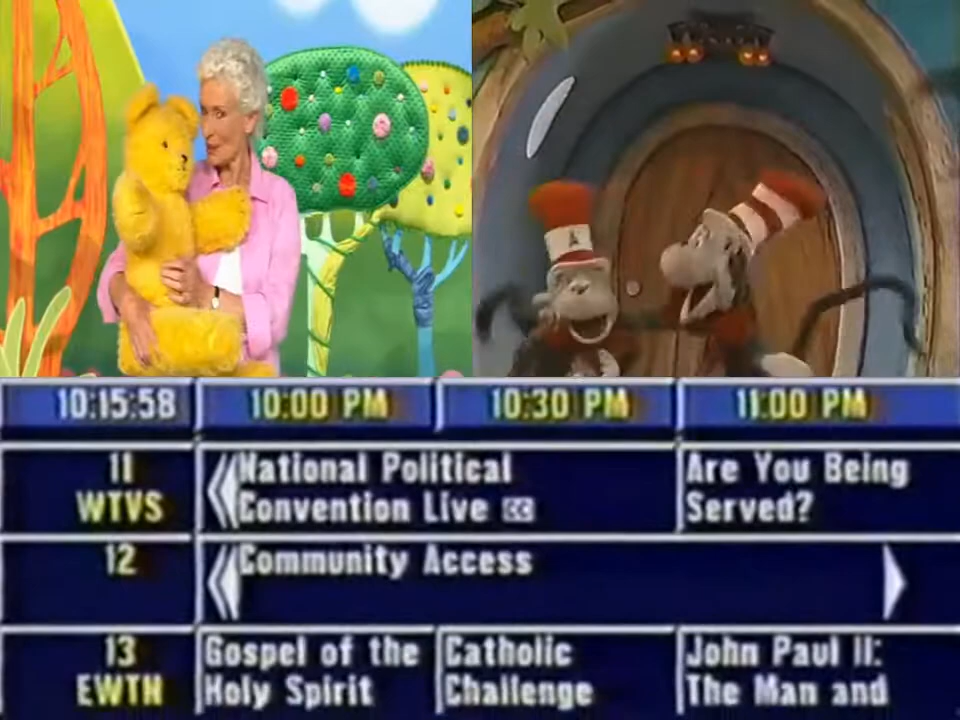 A
10:15:58 10:00 PM 10:30 PM 11:00 PM
11 National Political Are You Being
WTVS Convention Live CC Served?
12 Community Access
13 Gospel of the Catholic John Paul II:
EWTN Holy Spirit Challenge The Man and